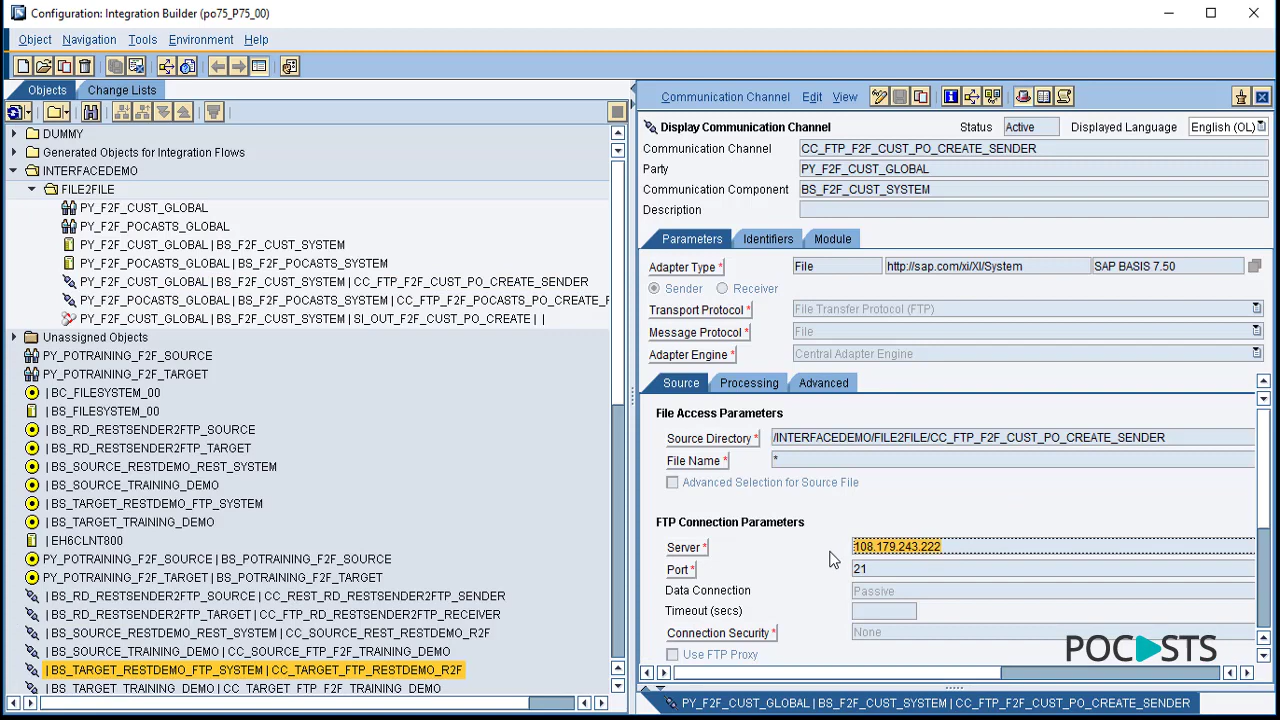 Configuration: Integration Builder (po75_P75_00)
Object Navigation Tools Environment Help
Objects Change Lists
DUMMY
Generated Objects for Integration Flows
INTERFACEDEMO
FILE2FILE
PY_F2F_CUST_GLOBAL
PY_F2F_POCASTS_GLOBAL
PY_F2F_CUST_GLOBAL | BS_F2F_CUST_SYSTEM
PY_F2F_POCASTS_GLOBAL | BS_F2F_POCASTS_SYSTEM
PY_F2F_CUST_GLOBAL | BS_F2F_CUST_SYSTEM | CC_FTP_F2F_CUST_PO_CREATE_SENDER
PY_F2F_POCASTS_GLOBAL | BS_F2F_POCASTS_SYSTEM | CC_FTP_F2F_POCASTS_PO_CREATE_F
PY_F2F_CUST_GLOBAL | BS_F2F_CUST_SYSTEM | SI_OUT_F2F_CUST_PO_CREATE | |
Unassigned Objects
PY_POTRAINING_F2F_SOURCE
PY_POTRAINING_F2F_TARGET
| BC_FILESYSTEM_00
| BS_FILESYSTEM_00
| BS_RD_RESTSENDER2FTP_SOURCE
| BS_RD_RESTSENDER2FTP_TARGET
| BS_SOURCE_RESTDEMO_REST_SYSTEM
| BS_SOURCE_TRAINING_DEMO
| BS_TARGET_RESTDEMO_FTP_SYSTEM
| BS_TARGET_TRAINING_DEMO
| EH6CLNT800
PY_POTRAINING_F2F_SOURCE | BS_POTRAINING_F2F_SOURCE
PY_POTRAINING_F2F_TARGET | BS_POTRAINING_F2F_TARGET
| BS_RD_RESTSENDER2FTP_SOURCE | CC_REST_RD_RESTSENDER2FTP_SENDER
| BS_RD_RESTSENDER2FTP_TARGET | CC_FTP_RD_RESTSENDER2FTP_RECEIVER
| BS_SOURCE_RESTDEMO_REST_SYSTEM | CC_SOURCE_REST_RESTDEMO_R2F
| BS_SOURCE_TRAINING_DEMO | CC_SOURCE_FTP_F2F_TRAINING_DEMO
| BS_TARGET_RESTDEMO_FTP_SYSTEM | CC_TARGET_FTP_RESTDEMO_R2F
| BS_TARGET_TRAINING_DEMO | CC_TARGET_FTP_F2F_TRAINING_DEMO
Communication Channel Edit View
Display Communication Channel Status Active Displayed Language English (OL)
Communication Channel CC_FTP_F2F_CUST_PO_CREATE_SENDER
Party PY_F2F_CUST_GLOBAL
Communication Component BS_F2F_CUST_SYSTEM
Description
Parameters Identifiers Module
Adapter Type * File http://sap.com/xi/XI/System SAP BASIS 7.50
Sender Receiver
Transport Protocol * File Transfer Protocol (FTP)
Message Protocol * File
Adapter Engine * Central Adapter Engine
Source Processing Advanced
File Access Parameters
Source Directory * /INTERFACEDEMO/FILE2FILE/CC_FTP_F2F_CUST_PO_CREATE_SENDER
File Name * *
Advanced Selection for Source File
FTP Connection Parameters
Server * 108.179.243.222
Port * 21
Data Connection Passive
Timeout (secs)
Connection Security * None
Use FTP Proxy
POCASTS
PY_F2F_CUST_GLOBAL | BS_F2F_CUST_SYSTEM | CC_FTP_F2F_CUST_PO_CREATE_SENDER